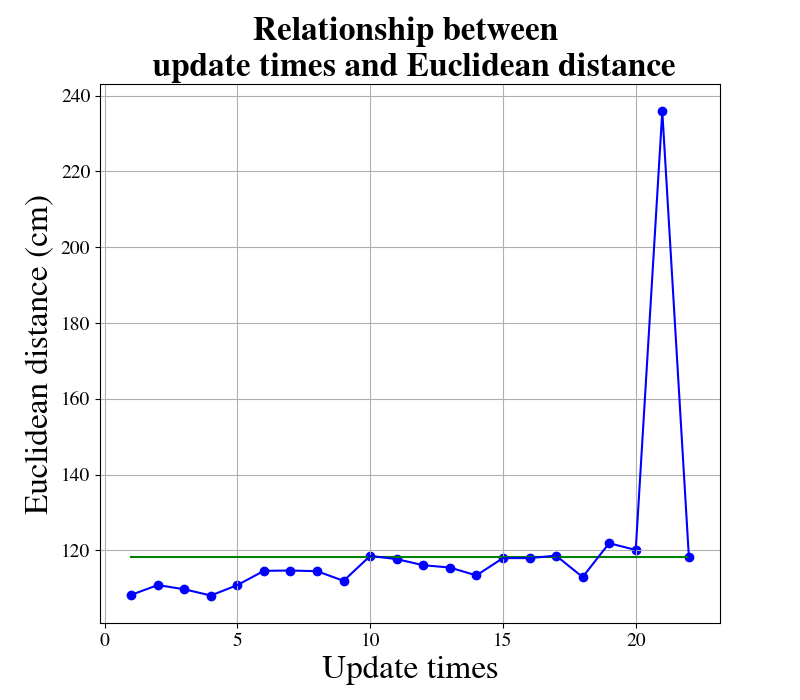 Relationship between
update times and Euclidean distance
240
220
200
180
160
140
120
Euclidean distance (cm)
0 5 10 15 20
Update times